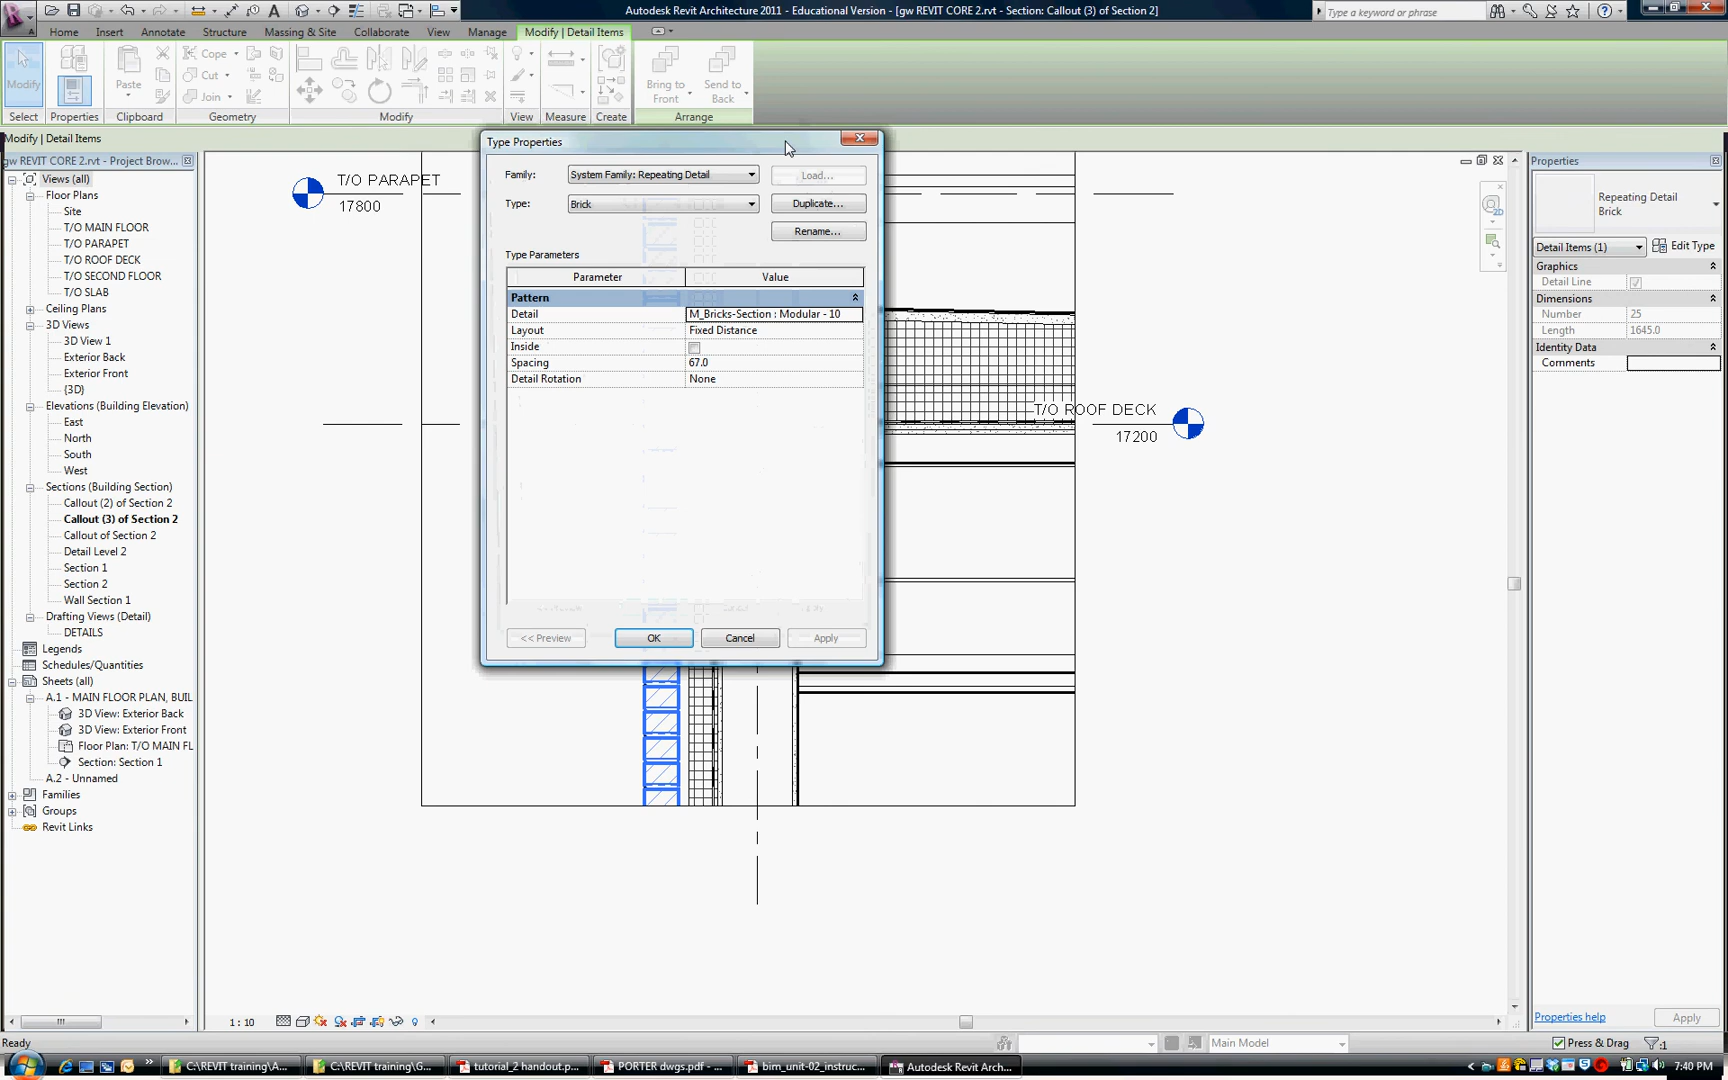 Autodesk Revit Architecture 2011 - Educational Version - [gw REVIT CORE 2.rvt - Section: Callout (3) of Section 2]
Type a keyword or phrase
Home Insert Annotate Structure Massing & Site Collaborate View Manage Modify | Detail Items
Modify
Paste
Cope
Cut
Join
Bring to Front
Send to Back
Select Properties Clipboard Geometry Modify View Measure Create Arrange
Modify | Detail Items
gw REVIT CORE 2.rvt - Project Brow...
Views (all)
Floor Plans
Site
T/O MAIN FLOOR
T/O PARAPET
T/O ROOF DECK
T/O SECOND FLOOR
T/O SLAB
Ceiling Plans
3D Views
3D View 1
Exterior Back
Exterior Front
{3D}
Elevations (Building Elevation)
East
North
South
West
Sections (Building Section)
Callout (2) of Section 2
Callout (3) of Section 2
Callout of Section 2
Detail Level 2
Section 1
Section 2
Wall Section 1
Drafting Views (Detail)
DETAILS
Legends
Schedules/Quantities
Sheets (all)
A.1 - MAIN FLOOR PLAN, BUIL
3D View: Exterior Back
3D View: Exterior Front
Floor Plan: T/O MAIN FL
Section: Section 1
A.2 - Unnamed
Families
Groups
Revit Links
T/O PARAPET
17800
Type Properties
Family: System Family: Repeating Detail Load...
Type: Brick Duplicate...
Rename...
Type Parameters
Parameter Value
Pattern
Detail M_Bricks-Section : Modular - 10
Layout Fixed Distance
Inside
Spacing 67.0
Detail Rotation None
<< Preview OK Cancel Apply
T/O ROOF DECK
17200
2D
Properties
Repeating Detail
Brick
Detail Items (1) Edit Type
Graphics
Detail Line
Dimensions
Number 25
Length 1645.0
Identity Data
Comments
Properties help Apply
1 : 10
Ready
Main Model
Press & Drag
:1
C:\REVIT training\A...
C:\REVIT training\G...
tutorial_2 handout.p...
PORTER dwgs.pdf - ...
bim_unit-02_instruc...
Autodesk Revit Arch...
7:40 PM